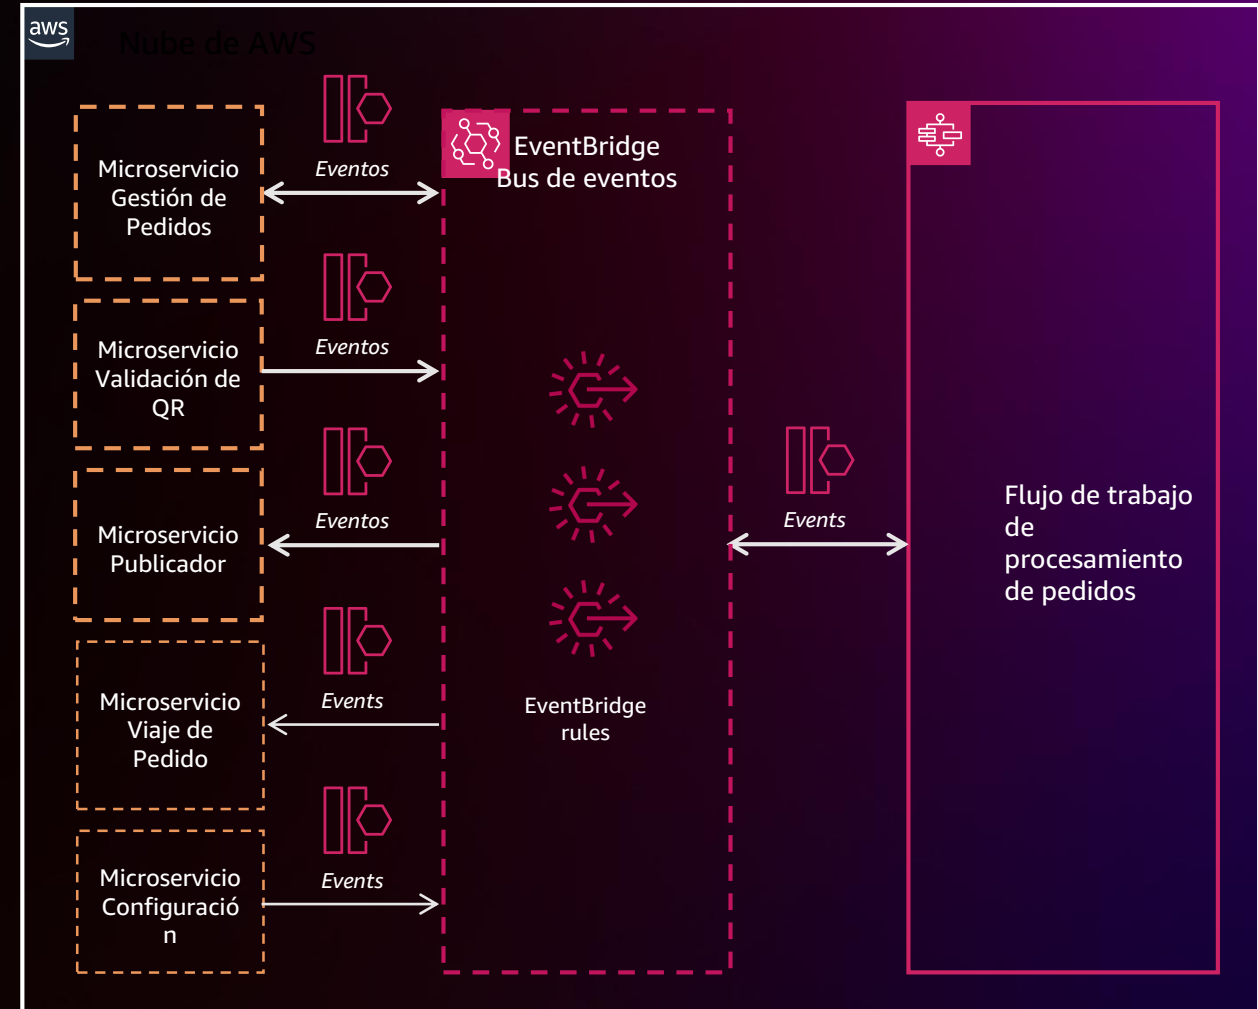 aws
Nube de AWS
Microservicio
Gestión de
Pedidos
Eventos
EventBridge
Bus de eventos
Microservicio
Validación de
QR
Eventos
Microservicio
Publicador
Eventos
Microservicio
Viaje de
Pedido
Events
Microservicio
Configuració
n
Events
EventBridge
rules
Events
Flujo de trabajo
de
procesamiento
de pedidos